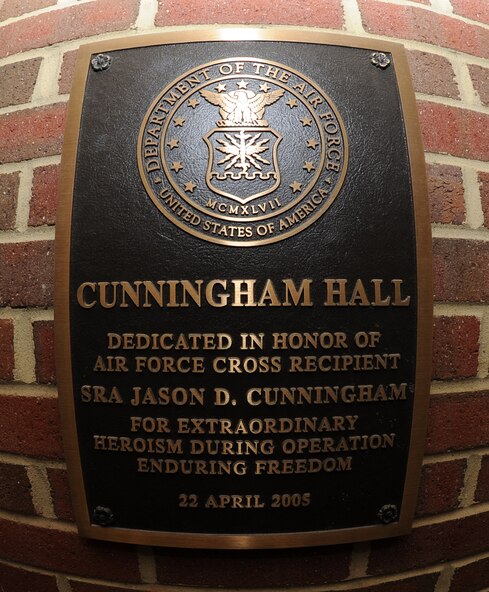 DEPARTMENT OF THE AIR FORCE
MCMXLVII
UNITED STATES OF AMERICA
CUNNINGHAM HALL
DEDICATED IN HONOR OF
AIR FORCE CROSS RECIPIENT
SRA JASON D. CUNNINGHAM
FOR EXTRAORDINARY
HEROISM DURING OPERATION
ENDURING FREEDOM
22 APRIL 2005